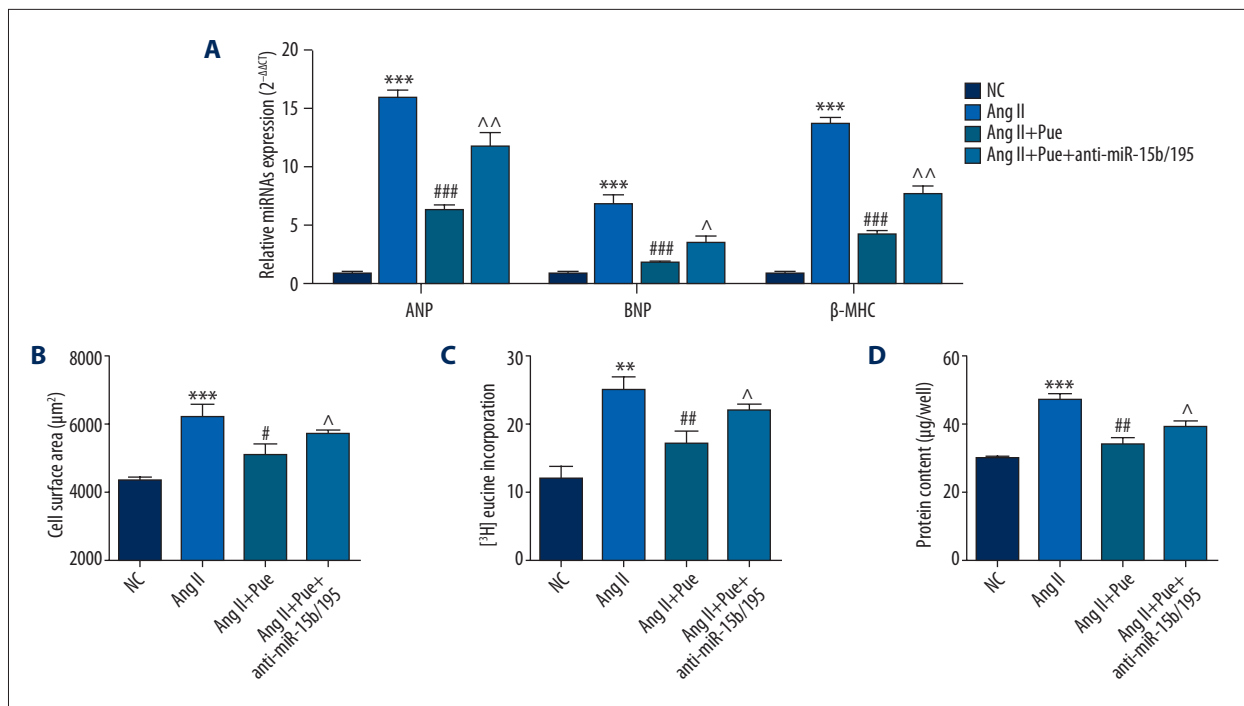 A
Relative miRNAs expression (2⁻ΔΔCT)
20
15
10
5
0
***
###
^^
***
###
^
***
###
^^
ANP
BNP
β-MHC
NC
Ang II
Ang II+Pue
Ang II+Pue+anti-miR-15b/195
B
Cell surface area (µm²)
8000
6000
4000
2000
***
#
^
NC
Ang II
Ang II+Pue
Ang II+Pue+
anti-miR-15b/195
C
[³H] eucine incorporation
30
20
10
0
**
##
^
NC
Ang II
Ang II+Pue
Ang II+Pue+
anti-miR-15b/195
D
Protein content (µg/well)
60
40
20
0
***
##
^
NC
Ang II
Ang II+Pue
Ang II+Pue+
anti-miR-15b/195